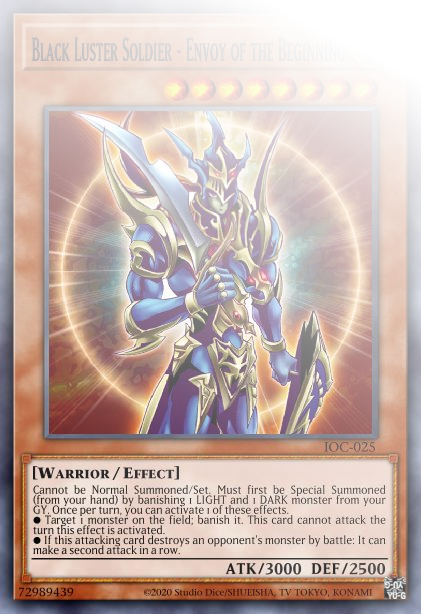 BLACK LUSTER SOLDIER - ENVOY OF THE BEGINNING
IOC-025
[WARRIOR / EFFECT]
Cannot be Normal Summoned/Set. Must first be Special Summoned
(from your hand) by banishing 1 LIGHT and 1 DARK monster from your
GY. Once per turn, you can activate 1 of these effects.
● Target 1 monster on the field; banish it. This card cannot attack the
turn this effect is activated.
● If this attacking card destroys an opponent's monster by battle: It can
make a second attack in a row.
ATK/3000 DEF/2500
72989439
©2020 Studio Dice/SHUEISHA, TV TOKYO, KONAMI